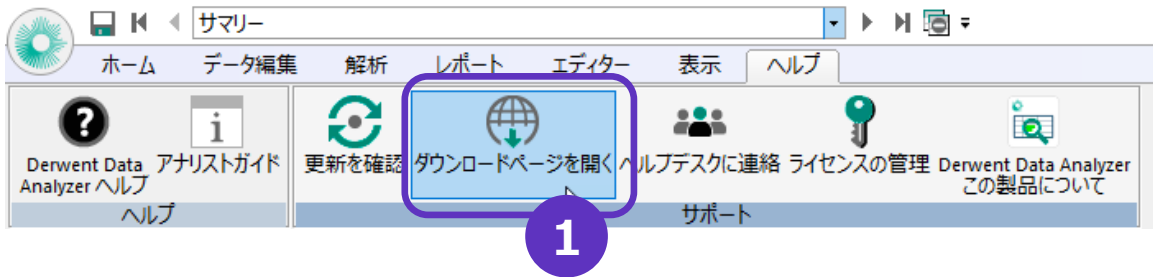 サマリー
ホーム データ編集 解析 レポート エディター 表示 ヘルプ
Derwent Data Analyzer ヘルプ
アナリストガイド
更新を確認
ダウンロードページを開く
ヘルプデスクに連絡
ライセンスの管理
Derwent Data Analyzer
この製品について
ヘルプ
サポート
1